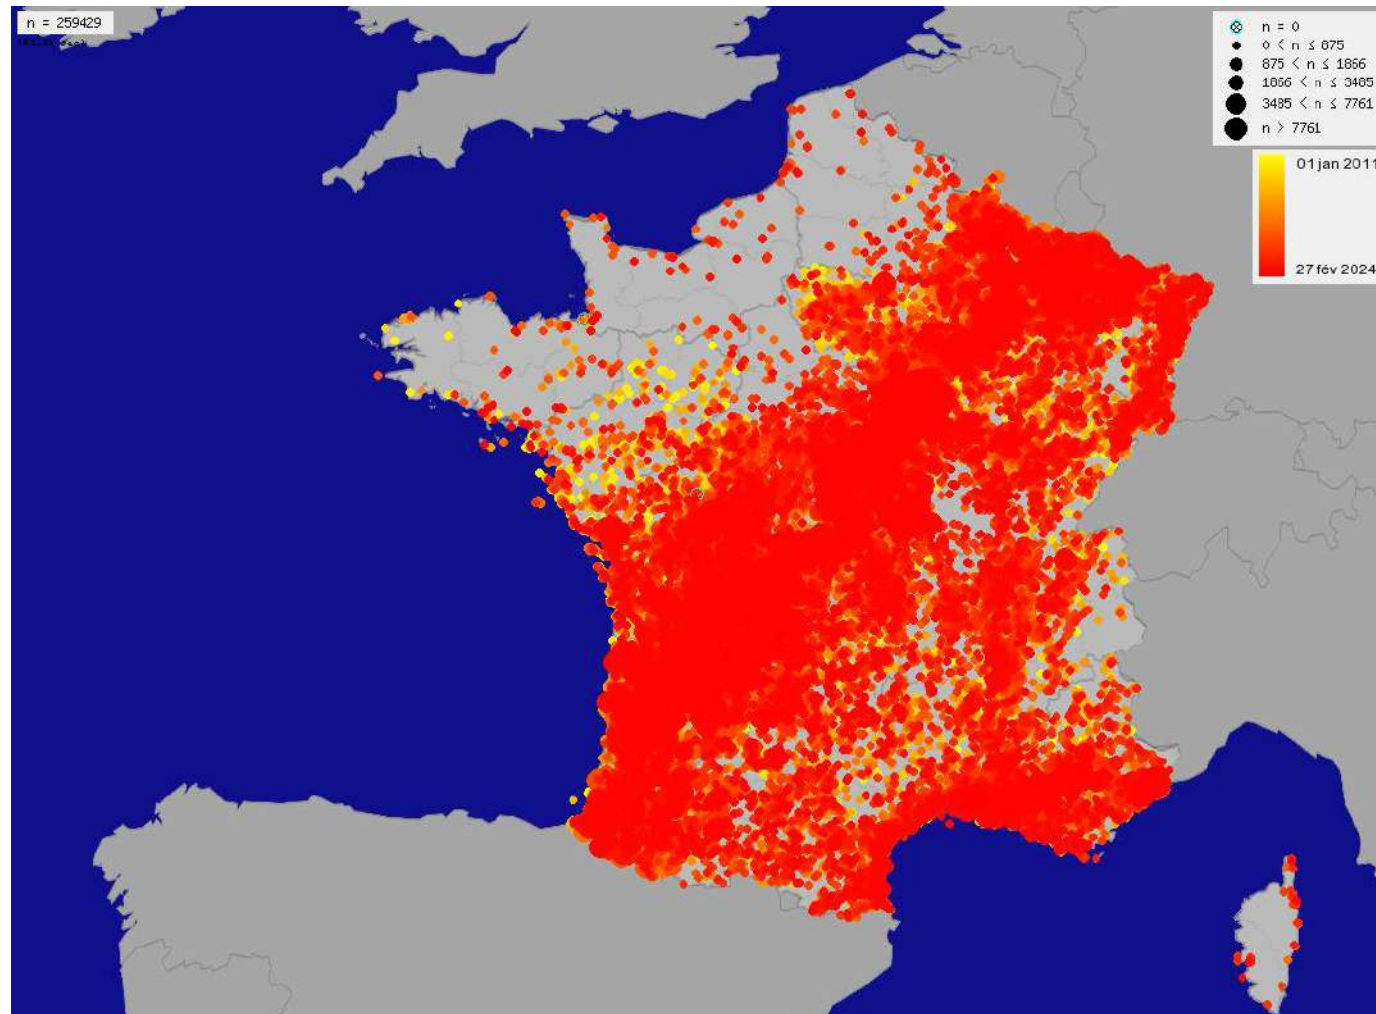 n = 259429
n = 0
0 < n ≤ 875
875 < n ≤ 1866
1866 < n ≤ 3485
3485 < n ≤ 7761
n > 7761
01 jan 2011
27 fév 2024